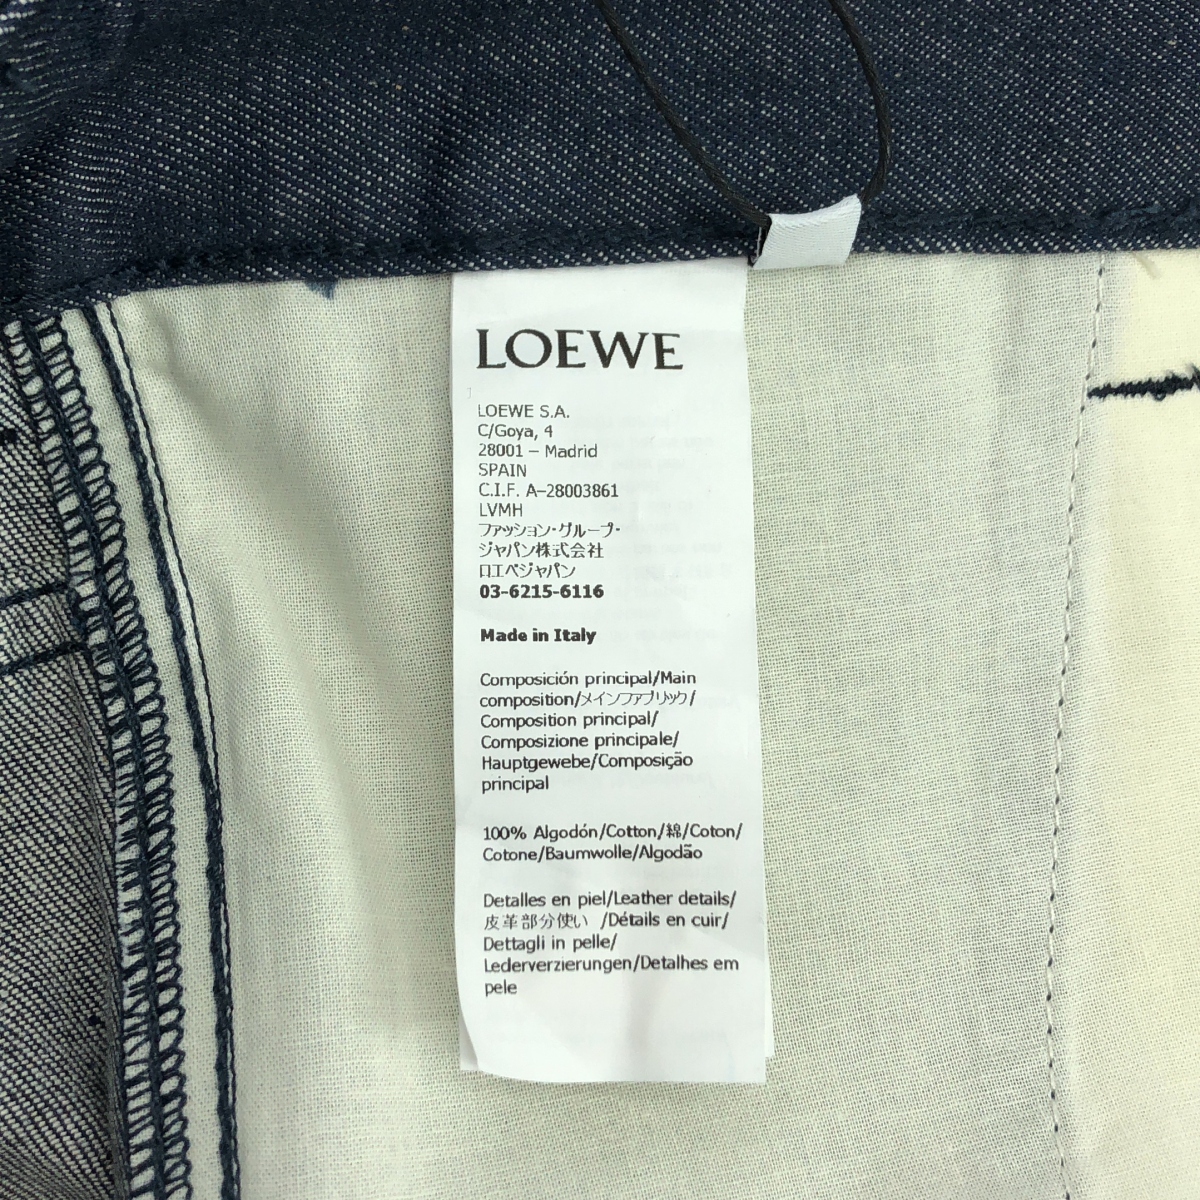 LOEWE
LOEWE S.A.
C/Goya, 4
28001 – Madrid
SPAIN
C.I.F. A-28003861
LVMH
ファッション・グループ・
ジャパン株式会社
ロエベジャパン
03-6215-6116
Made in Italy
Composición principal/Main
composition/メインファブリック/
Composition principal/
Composizione principale/
Hauptgewebe/Composição
principal
100% Algodón/Cotton/綿/Coton/
Cotone/Baumwolle/Algodão
Detalles en piel/Leather details/
皮革部分使い /Détails en cuir/
Dettagli in pelle/
Lederverzierungen/Detalhes em
pele